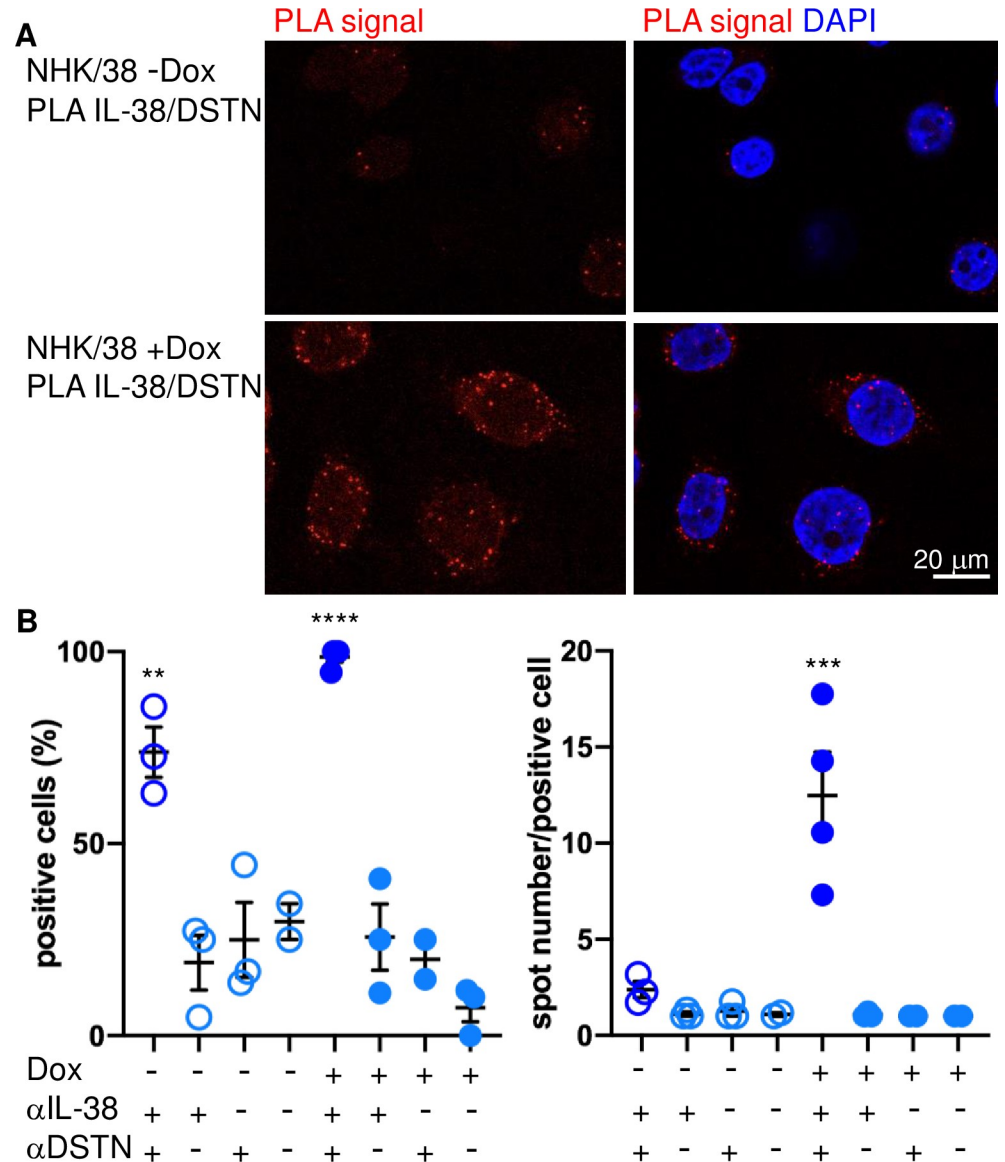 A
PLA signal
PLA signal DAPI
NHK/38 -Dox
PLA IL-38/DSTN
NHK/38 +Dox
PLA IL-38/DSTN
20 μm
B
positive cells (%)
100
50
0
**
****
spot number/positive cell
20
15
10
5
0
***
Dox - - - - + + + + - - - - + + + +
αIL-38 + + - - + + - - + + - - + + - -
αDSTN + - + - + - + - + - + - + - + -